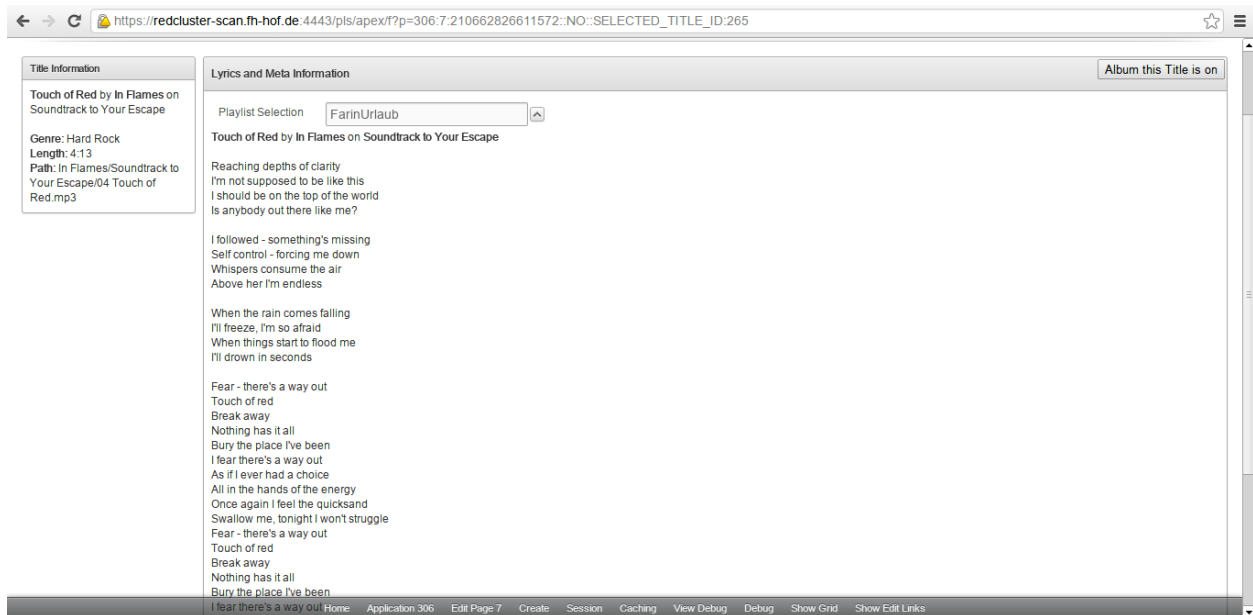 https://redcluster-scan.fh-hof.de:4443/pls/apex/f?p=306:7:210662826611572::NO::SELECTED_TITLE_ID:265
Title Information
Touch of Red by In Flames on
Soundtrack to Your Escape
Genre: Hard Rock
Length: 4:13
Path: In Flames/Soundtrack to
Your Escape/04 Touch of
Red.mp3
Lyrics and Meta Information
Album this Title is on
Playlist Selection
FarinUrlaub
Touch of Red by In Flames on Soundtrack to Your Escape
Reaching depths of clarity
I'm not supposed to be like this
I should be on the top of the world
Is anybody out there like me?
I followed - something's missing
Self control - forcing me down
Whispers consume the air
Above her I'm endless
When the rain comes falling
I'll freeze, I'm so afraid
When things start to flood me
I'll drown in seconds
Fear - there's a way out
Touch of red
Break away
Nothing has it all
Bury the place I've been
I fear there's a way out
As if I ever had a choice
All in the hands of the energy
Once again I feel the quicksand
Swallow me, tonight I won't struggle
Fear - there's a way out
Touch of red
Break away
Nothing has it all
Bury the place I've been
I fear there's a way out
Home Application 306 Edit Page 7 Create Session Caching View Debug Debug Show Grid Show Edit Links